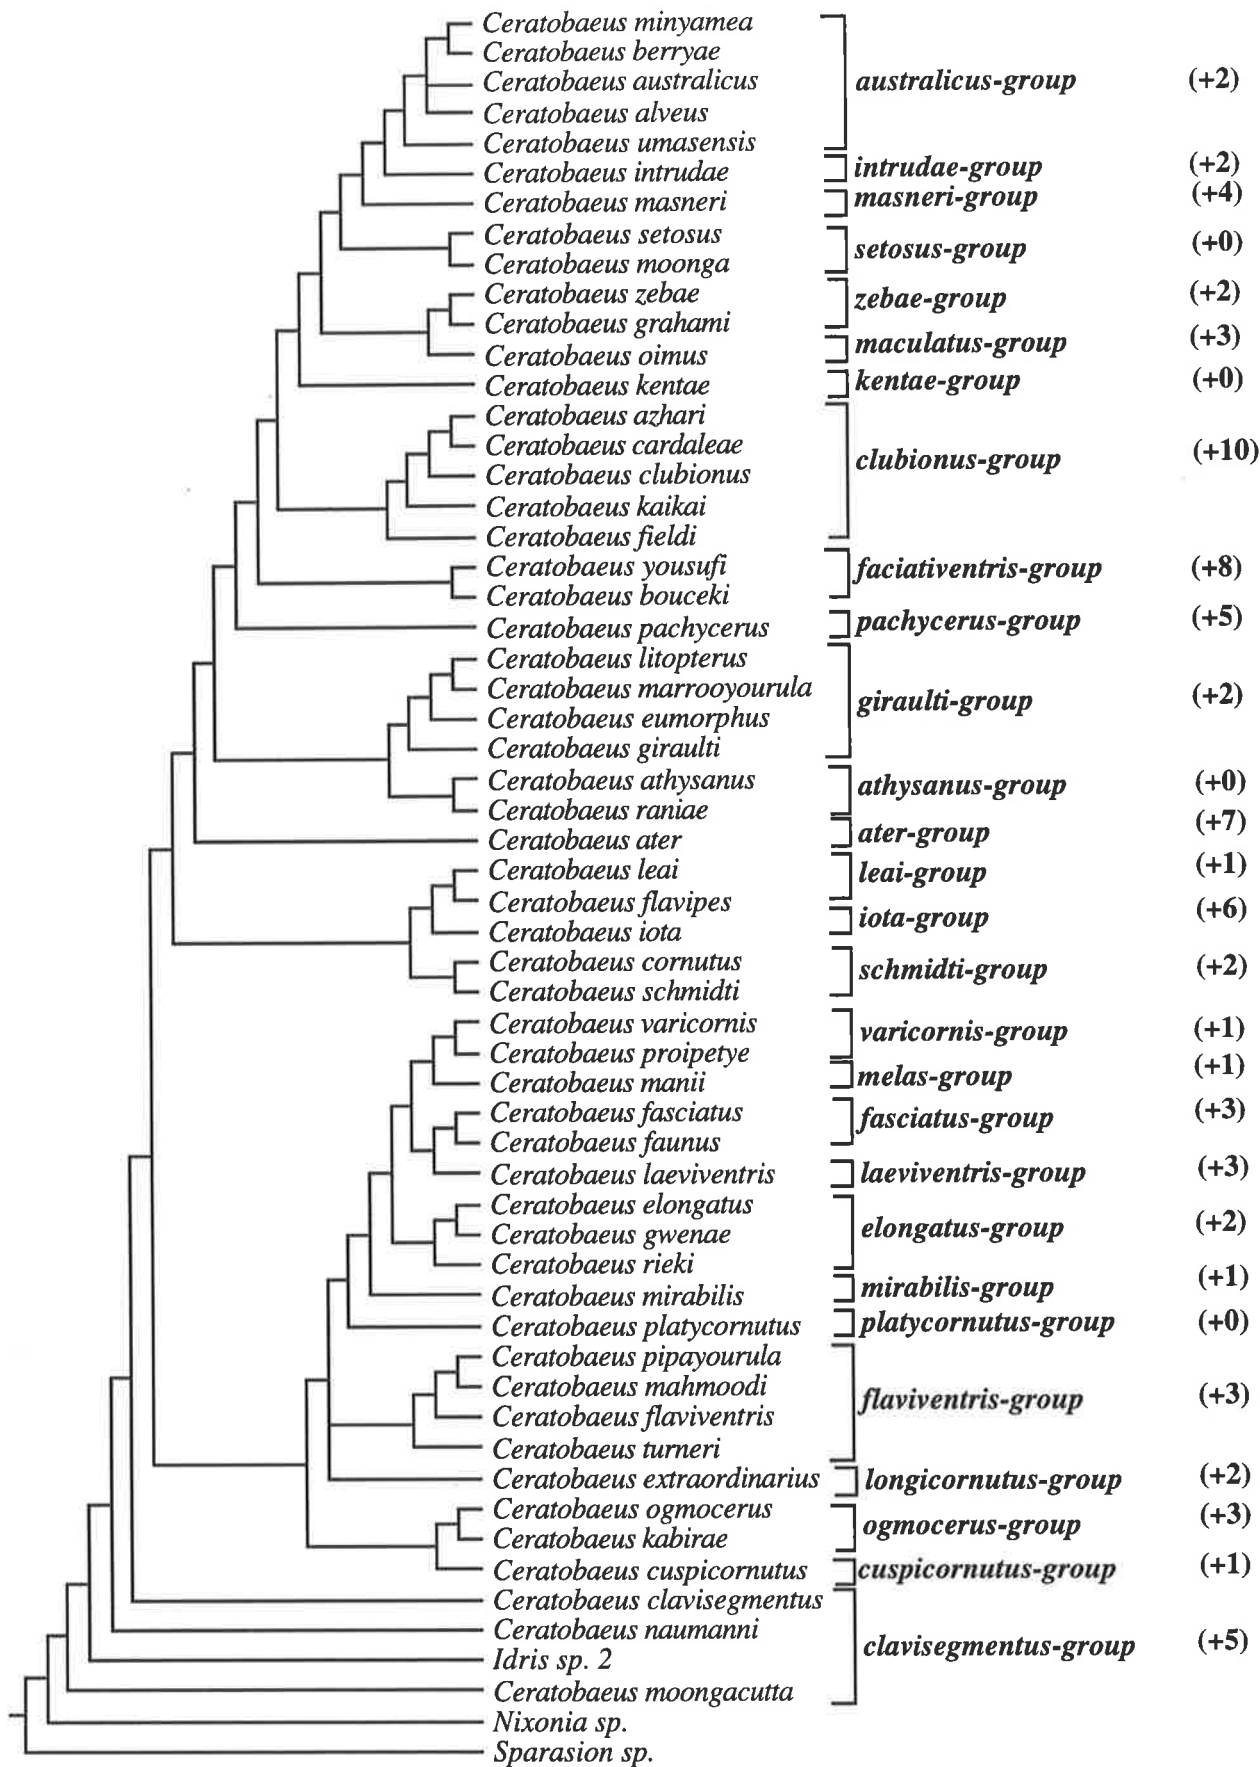 Ceratobaeus minyamea
Ceratobaeus berryae
Ceratobaeus australicus australicus-group (+2)
Ceratobaeus alveus
Ceratobaeus umasensis
Ceratobaeus intrudae intrudae-group (+2)
Ceratobaeus masneri masneri-group (+4)
Ceratobaeus setosus setosus-group (+0)
Ceratobaeus moonga
Ceratobaeus zebae zebae-group (+2)
Ceratobaeus grahami
Ceratobaeus oimus maculatus-group (+3)
Ceratobaeus kentae kentae-group (+0)
Ceratobaeus azhari
Ceratobaeus cardaleae clubionus-group (+10)
Ceratobaeus clubionus
Ceratobaeus kaikai
Ceratobaeus fieldi
Ceratobaeus yousufi faciativentris-group (+8)
Ceratobaeus bouceki
Ceratobaeus pachycerus pachycerus-group (+5)
Ceratobaeus litopterus
Ceratobaeus marrooyourula giraulti-group (+2)
Ceratobaeus eumorphus
Ceratobaeus giraulti
Ceratobaeus athysanus athysanus-group (+0)
Ceratobaeus raniae
Ceratobaeus ater ater-group (+7)
Ceratobaeus leai leai-group (+1)
Ceratobaeus flavipes
Ceratobaeus iota iota-group (+6)
Ceratobaeus cornutus schmidti-group (+2)
Ceratobaeus schmidti
Ceratobaeus varicornis varicornis-group (+1)
Ceratobaeus proipetye
Ceratobaeus manii melas-group (+1)
Ceratobaeus fasciatus fasciatus-group (+3)
Ceratobaeus faunus
Ceratobaeus laeviventris laeviventris-group (+3)
Ceratobaeus elongatus
Ceratobaeus gwenae elongatus-group (+2)
Ceratobaeus rieki
Ceratobaeus mirabilis mirabilis-group (+1)
Ceratobaeus platycornutus platycornutus-group (+0)
Ceratobaeus pipayourula
Ceratobaeus mahmoodi flaviventris-group (+3)
Ceratobaeus flaviventris
Ceratobaeus turneri
Ceratobaeus extraordinarius longicornutus-group (+2)
Ceratobaeus ogmocerus ogmocerus-group (+3)
Ceratobaeus kabirae
Ceratobaeus cuspicornutus cuspicornutus-group (+1)
Ceratobaeus clavisegmentus
Ceratobaeus naumanni clavisegmentus-group (+5)
Idris sp. 2
Ceratobaeus moongacutta
Nixonia sp.
Sparasion sp.